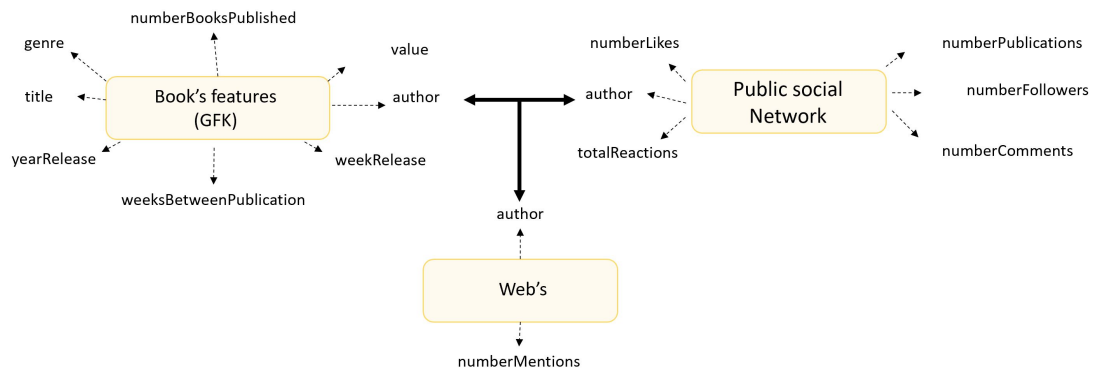 numberBooksPublished
genre
value
title
Book's features
(GFK)
author
yearRelease
weekRelease
weeksBetweenPublication
numberLikes
numberPublications
author
Public social
Network
numberFollowers
totalReactions
numberComments
author
Web's
numberMentions